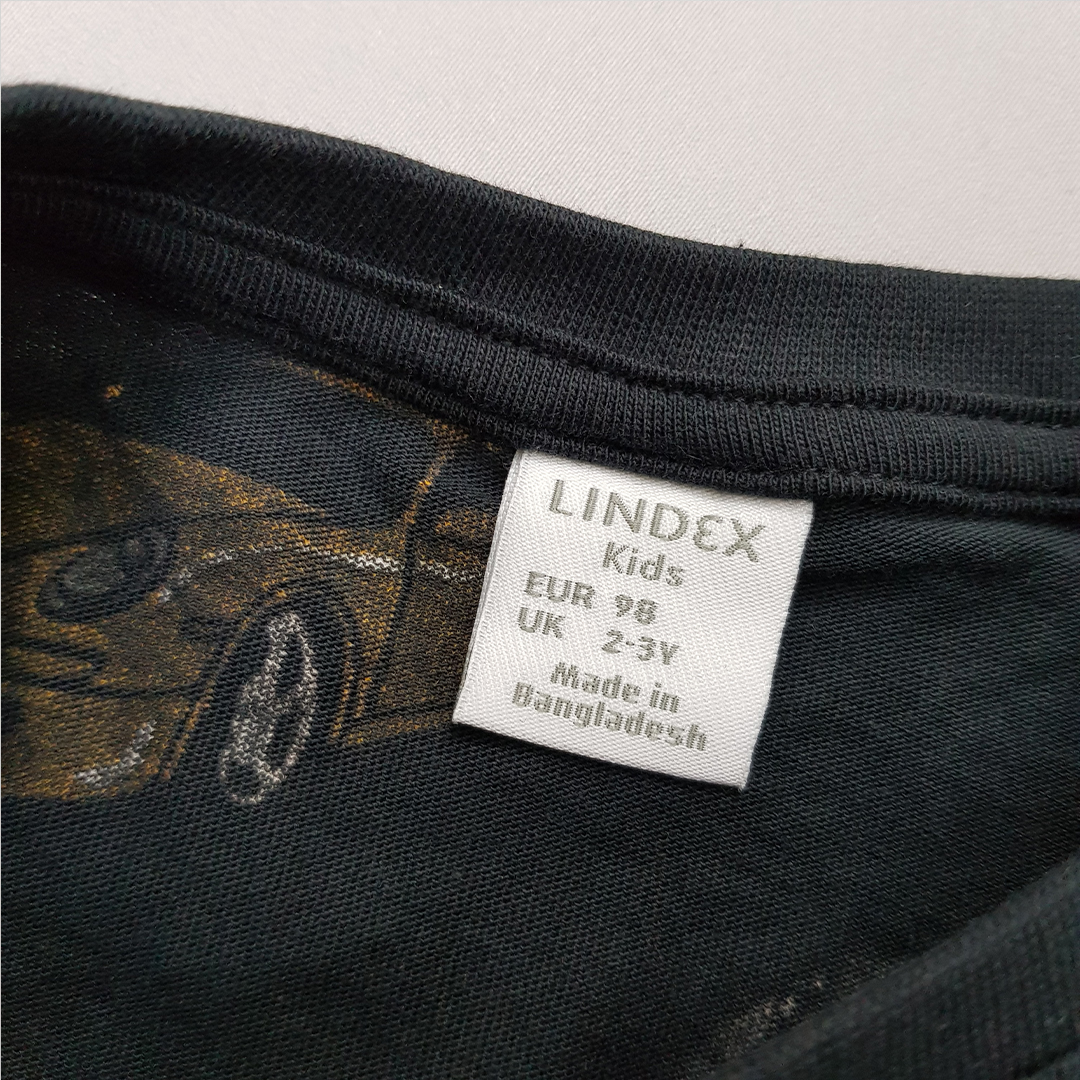 LINDEX
Kids
EUR 98
UK 2-3Y
Made in
Bangladesh